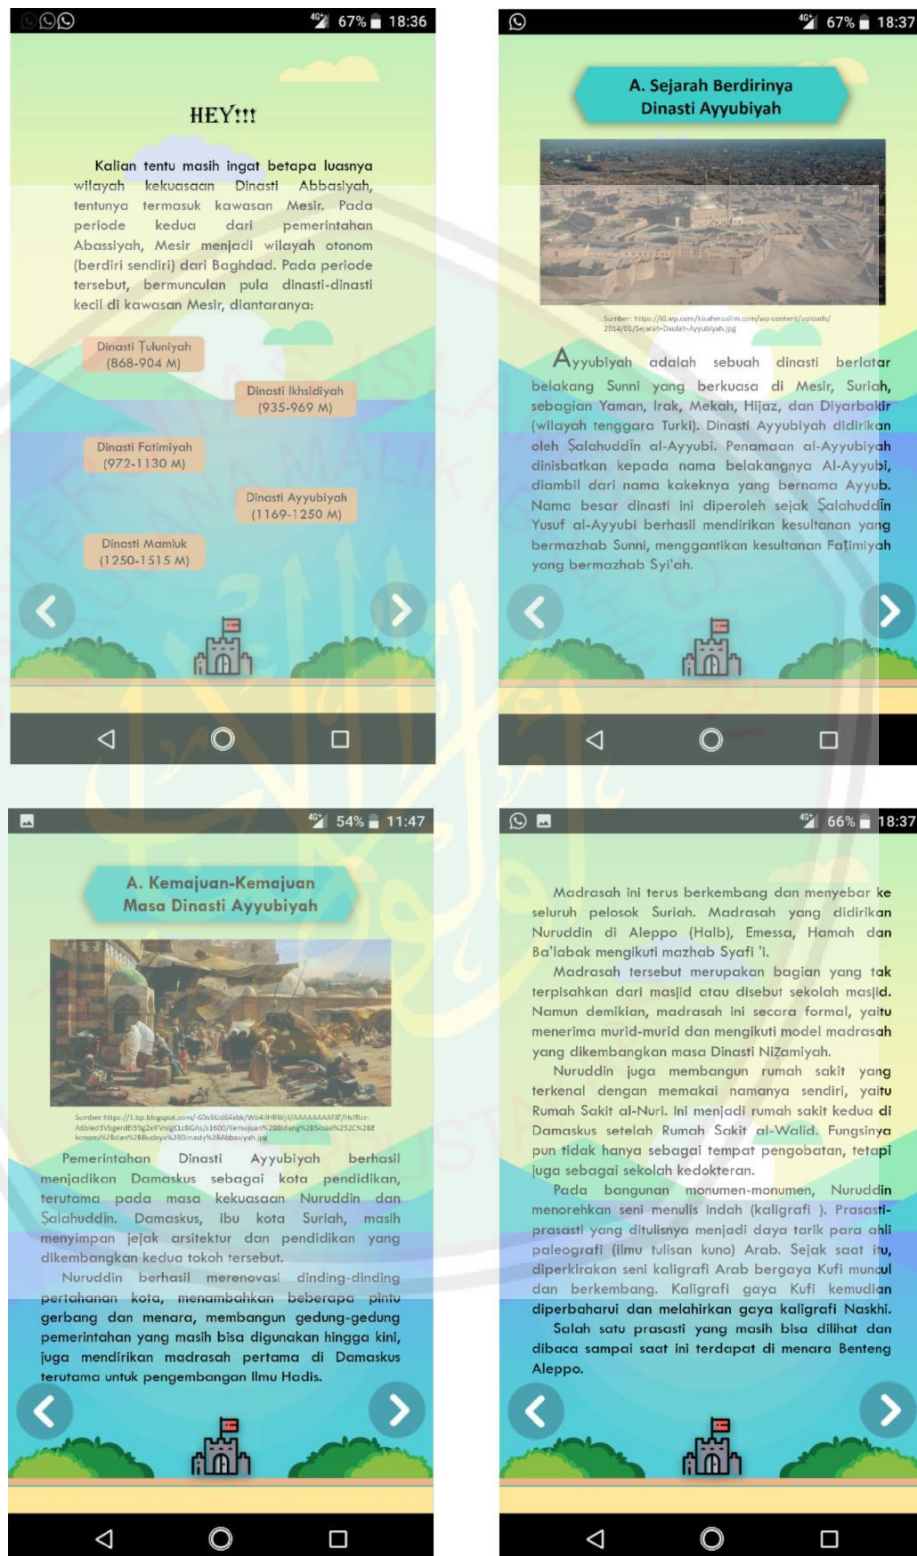 67% 18:36
HEY!!!
Kalian tentu masih ingat betapa luasnya
wilayah kekuasaan Dinasti Abbasiyah,
tentunya termasuk kawasan Mesir. Pada
periode kedua dari pemerintahan
Abassiyah, Mesir menjadi wilayah otonom
(berdiri sendiri) dari Baghdad. Pada periode
tersebut, bermunculan pula dinasti-dinasti
kecil di kawasan Mesir, diantaranya:
Dinasti Ṭuluniyah
(868-904 M)
Dinasti Ikhsidiyah
(935-969 M)
Dinasti Fatimiyah
(972-1130 M)
Dinasti Ayyubiyah
(1169-1250 M)
Dinasti Mamluk
(1250-1515 M)
67% 18:37
A. Sejarah Berdirinya
Dinasti Ayyubiyah
Sumber: https://i0.wp.com/kisahmuslim.com/wp-content/uploads/
2014/01/Sejarah-Daulah-Ayyubiyah.jpg
Ayyubiyah adalah sebuah dinasti berlatar
belakang Sunni yang berkuasa di Mesir, Suriah,
sebagian Yaman, Irak, Mekah, Hijaz, dan Diyarbakir
(wilayah tenggara Turki). Dinasti Ayyubiyah didirikan
oleh Ṣalahuddīn al-Ayyubi. Penamaan al-Ayyubiyah
dinisbatkan kepada nama belakangnya Al-Ayyubi,
diambil dari nama kakeknya yang bernama Ayyub.
Nama besar dinasti ini diperoleh sejak Ṣalahuddīn
Yusuf al-Ayyubi berhasil mendirikan kesultanan yang
bermazhab Sunni, menggantikan kesultanan Faṭimiyah
yang bermazhab Syi'ah.
54% 11:47
A. Kemajuan-Kemajuan
Masa Dinasti Ayyubiyah
Pemerintahan Dinasti Ayyubiyah berhasil
menjadikan Damaskus sebagai kota pendidikan,
terutama pada masa kekuasaan Nuruddin dan
Ṣalahuddin. Damaskus, ibu kota Suriah, masih
menyimpan jejak arsitektur dan pendidikan yang
dikembangkan kedua tokoh tersebut.
Nuruddin berhasil merenovasi dinding-dinding
pertahanan kota, menambahkan beberapa pintu
gerbang dan menara, membangun gedung-gedung
pemerintahan yang masih bisa digunakan hingga kini,
juga mendirikan madrasah pertama di Damaskus
terutama untuk pengembangan Ilmu Hadis.
66% 18:37
Madrasah ini terus berkembang dan menyebar ke
seluruh pelosok Suriah. Madrasah yang didirikan
Nuruddin di Aleppo (Halb), Emessa, Hamah dan
Ba'labak mengikuti mazhab Syafi 'i.
Madrasah tersebut merupakan bagian yang tak
terpisahkan dari masjid atau disebut sekolah masjid.
Namun demikian, madrasah ini secara formal, yaitu
menerima murid-murid dan mengikuti model madrasah
yang dikembangkan masa Dinasti NiZamiyah.
Nuruddin juga membangun rumah sakit yang
terkenal dengan memakai namanya sendiri, yaitu
Rumah Sakit al-Nuri. Ini menjadi rumah sakit kedua di
Damaskus setelah Rumah Sakit al-Walid. Fungsinya
pun tidak hanya sebagai tempat pengobatan, tetapi
juga sebagai sekolah kedokteran.
Pada bangunan monumen-monumen, Nuruddin
menorehkan seni menulis indah (kaligrafi ). Prasasti-
prasasti yang ditulisnya menjadi daya tarik para ahli
paleografi (ilmu tulisan kuno) Arab. Sejak saat itu,
diperkirakan seni kaligrafi Arab bergaya Kufi muncul
dan berkembang. Kaligrafi gaya Kufi kemudian
diperbaharui dan melahirkan gaya kaligrafi Naskhi.
Salah satu prasasti yang masih bisa dilihat dan
dibaca sampai saat ini terdapat di menara Benteng
Aleppo.